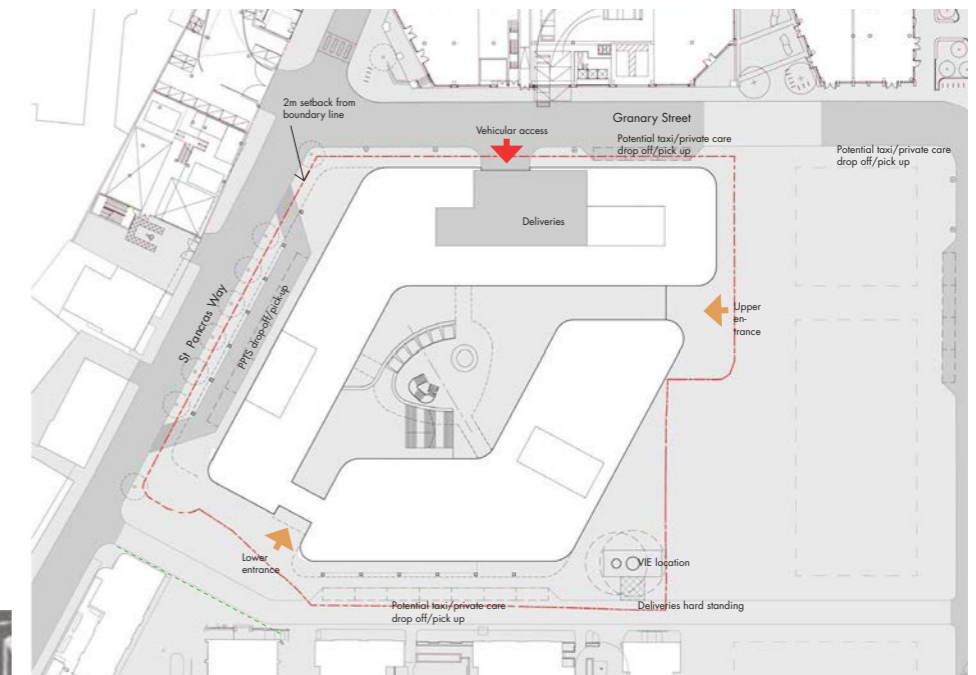 2m setback from
boundary line
Vehicular access
Granary Street
Potential taxi/private care
drop off/pick up
Potential taxi/private care
drop off/pick up
Deliveries
St Pancras Way
PPTS drop-off/pick-up
Upper
en-
trance
Lower
entrance
VIE location
Potential taxi/private care
drop off/pick up
Deliveries hard standing